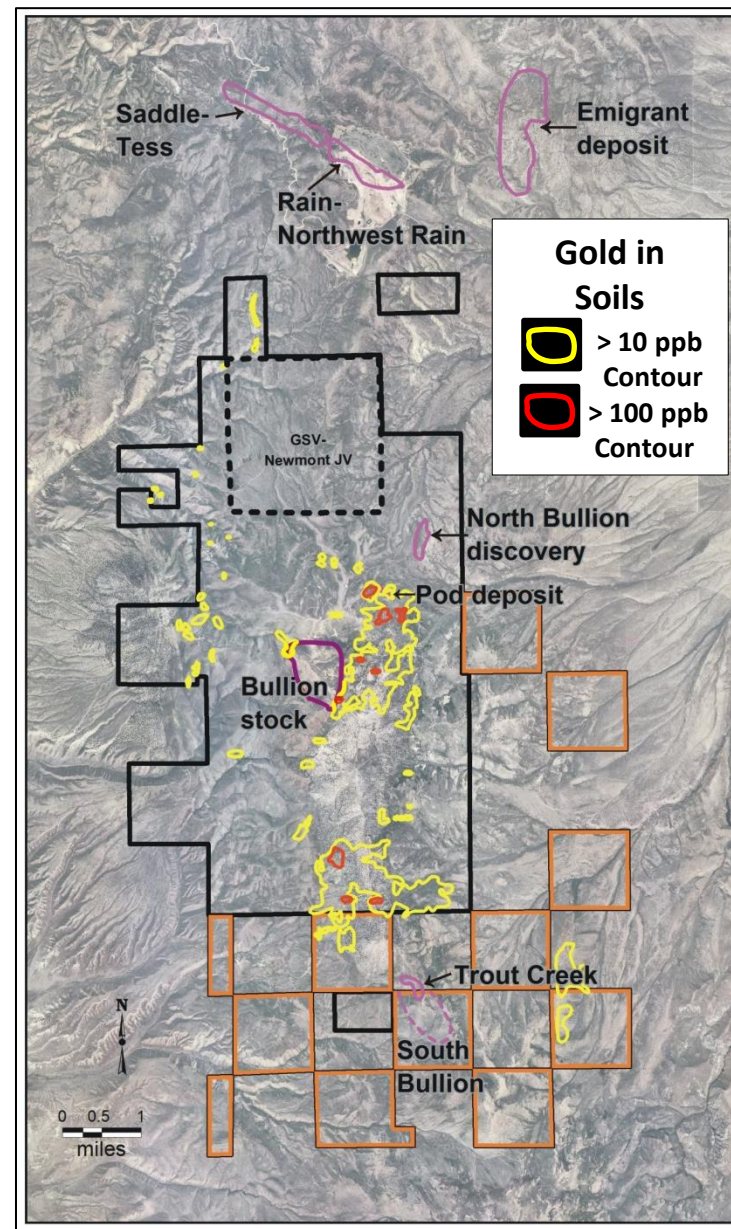 Saddle-
Tess
Emigrant
deposit
Rain-
Northwest Rain
Gold in
Soils
> 10 ppb
Contour
> 100 ppb
Contour
GSV-
Newmont JV
North Bullion
discovery
Pod deposit
Bullion
stock
Trout Creek
South
Bullion
N
0 0.5 1
miles